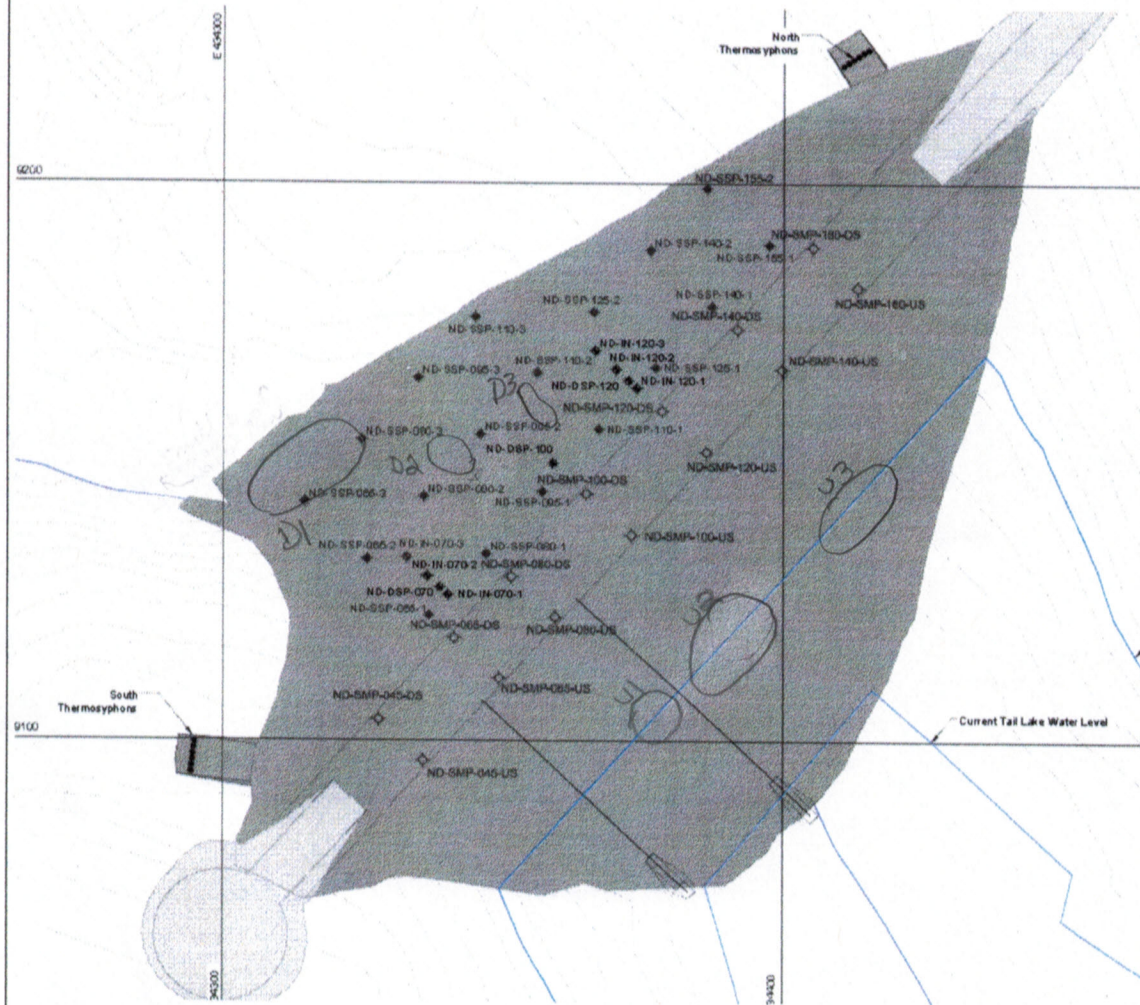 E 434300
North
Thermosyphons
9200
ND-SSP-155-2
ND-SMP-160-DS
ND-SSP-140-2
ND-SSP-155-1
ND-SMP-160-US
ND-SSP-125-2
ND-SSP-140-1
ND-SSP-110-3
ND-SMP-140-DS
ND-IN-120-3
ND-SSP-110-2
ND-IN-120-2
ND-SSP-125-1
ND-SMP-140-US
ND-SSP-095-3
ND-DSP-120
ND-IN-120-1
D3
ND-SMP-120-DS
ND-SSP-095-2
ND-SSP-110-1
ND-SSP-080-3
D2
ND-DSP-100
ND-SMP-120-US
ND-SMP-100-DS
U3
ND-SSP-065-3
ND-SSP-080-2
ND-SSP-095-1
D1
ND-SMP-100-US
ND-SSP-065-2
ND-IN-070-3
ND-SSP-080-1
ND-IN-070-2
ND-SMP-080-DS
ND-DSP-070
ND-IN-070-1
U2
ND-SSP-065-1
ND-SMP-065-DS
ND-SMP-080-US
ND-SMP-065-US
U1
South
Thermosyphons
ND-SMP-045-DS
9100
Current Tail Lake Water Level
ND-SMP-045-US